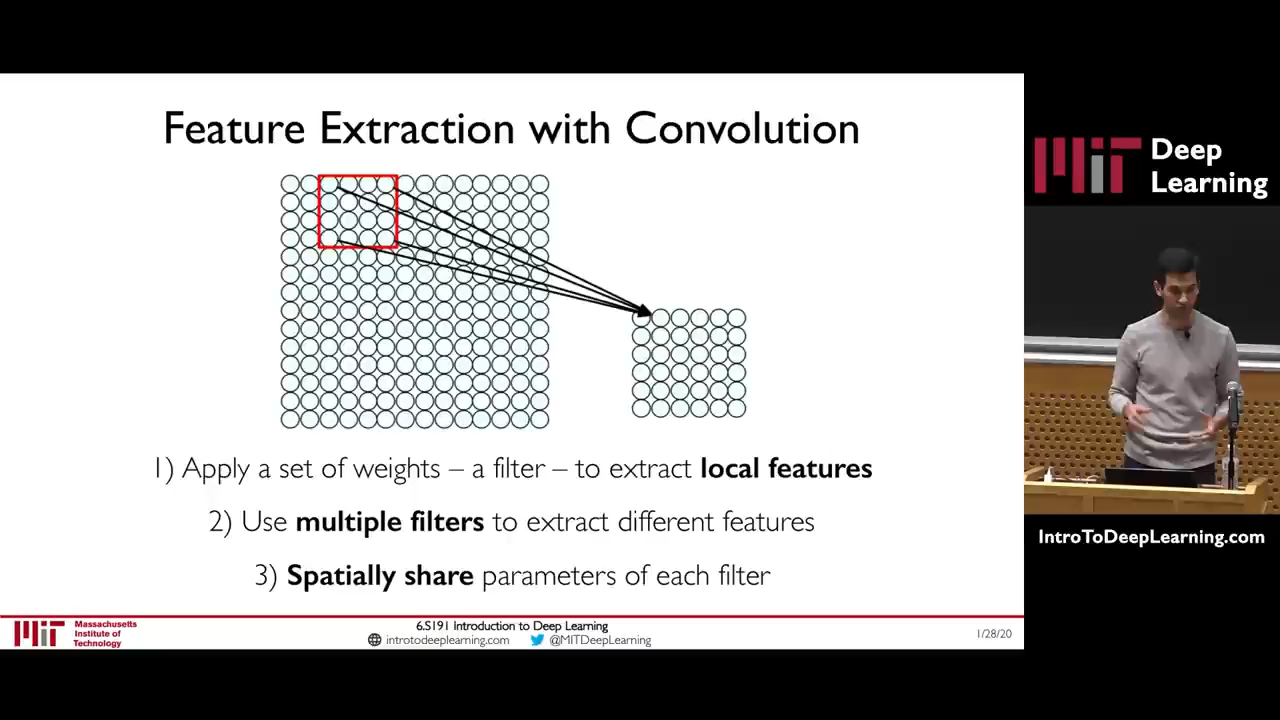 Feature Extraction with Convolution
1) Apply a set of weights – a filter – to extract local features
2) Use multiple filters to extract different features
3) Spatially share parameters of each filter
MIT
Massachusetts
Institute of
Technology
6.S191 Introduction to Deep Learning
introtodeeplearning.com @MITDeepLearning
1/28/20
MIT Deep
Learning
IntroToDeepLearning.com